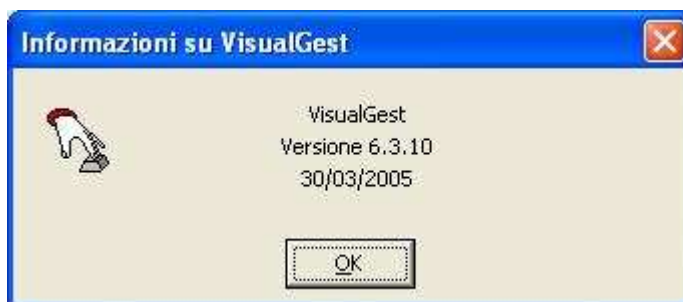 Informazioni su VisualGest
VisualGest
Versione 6.3.10
30/03/2005
OK